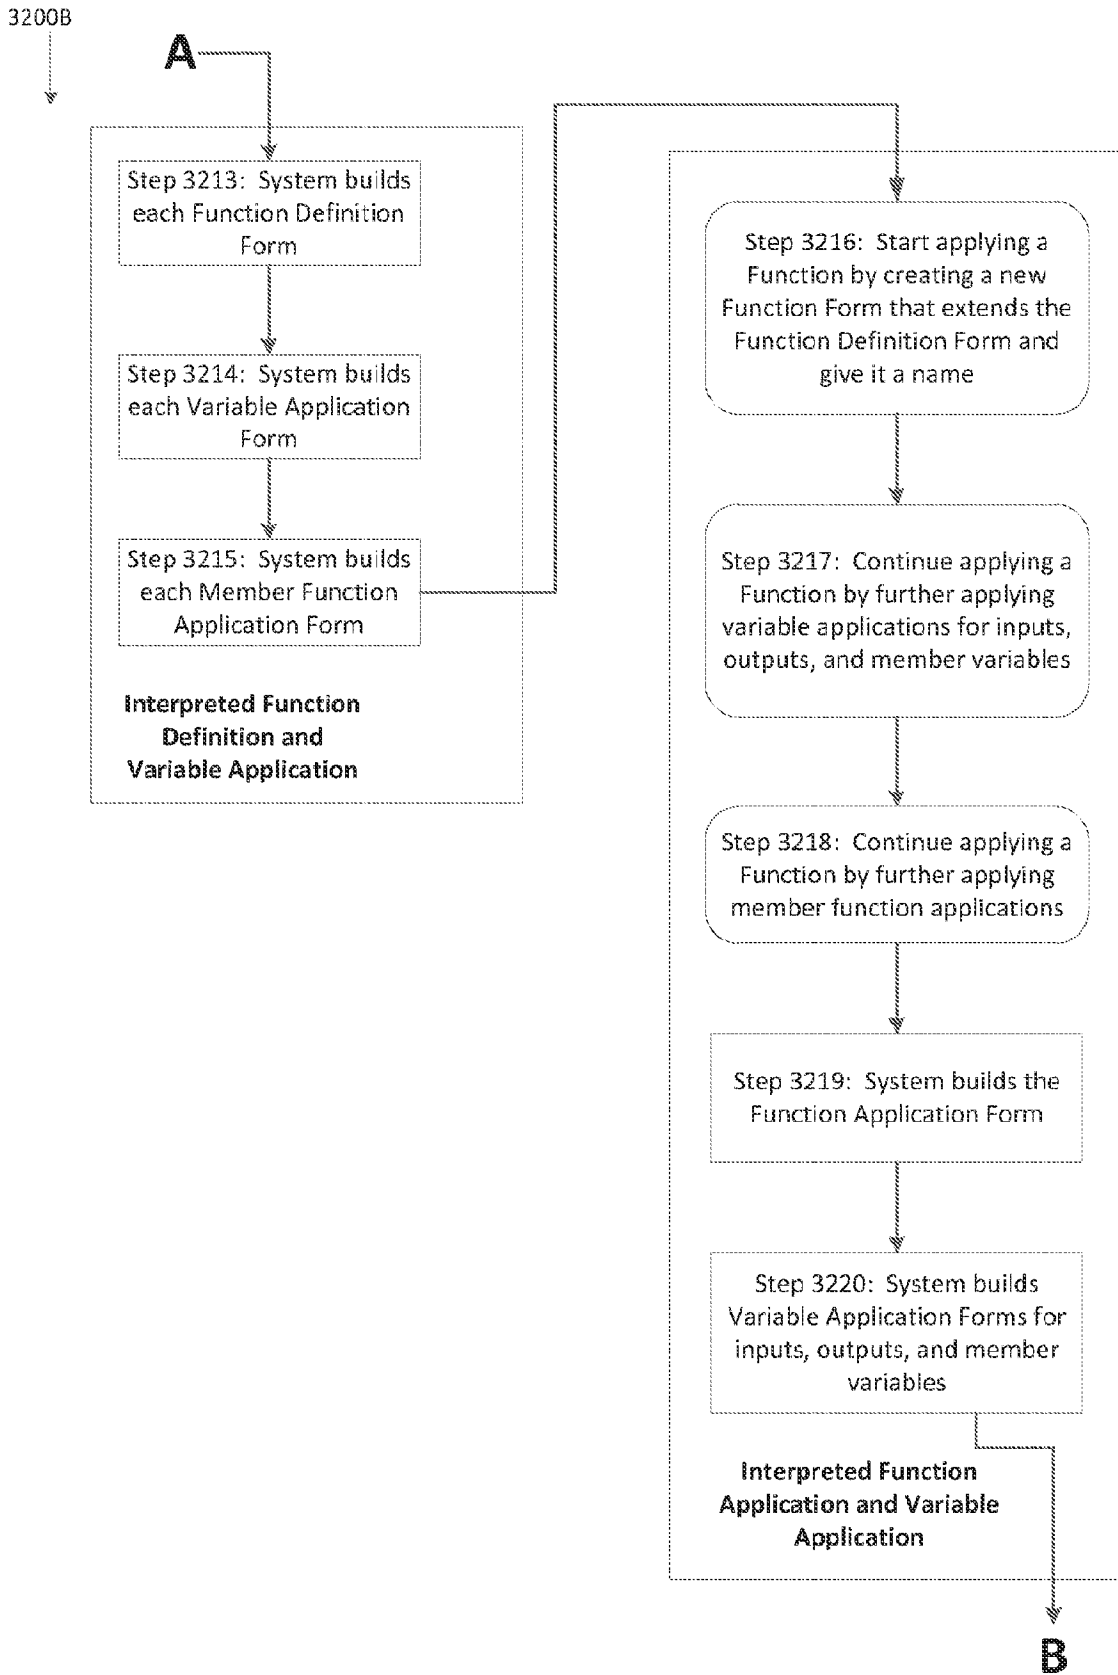 3200B
A
Step 3213: System builds
each Function Definition
Form
Step 3214: System builds
each Variable Application
Form
Step 3215: System builds
each Member Function
Application Form
Interpreted Function
Definition and
Variable Application
Step 3216: Start applying a
Function by creating a new
Function Form that extends the
Function Definition Form and
give it a name
Step 3217: Continue applying a
Function by further applying
variable applications for inputs,
outputs, and member variables
Step 3218: Continue applying a
Function by further applying
member function applications
Step 3219: System builds the
Function Application Form
Step 3220: System builds
Variable Application Forms for
inputs, outputs, and member
variables
Interpreted Function
Application and Variable
Application
B